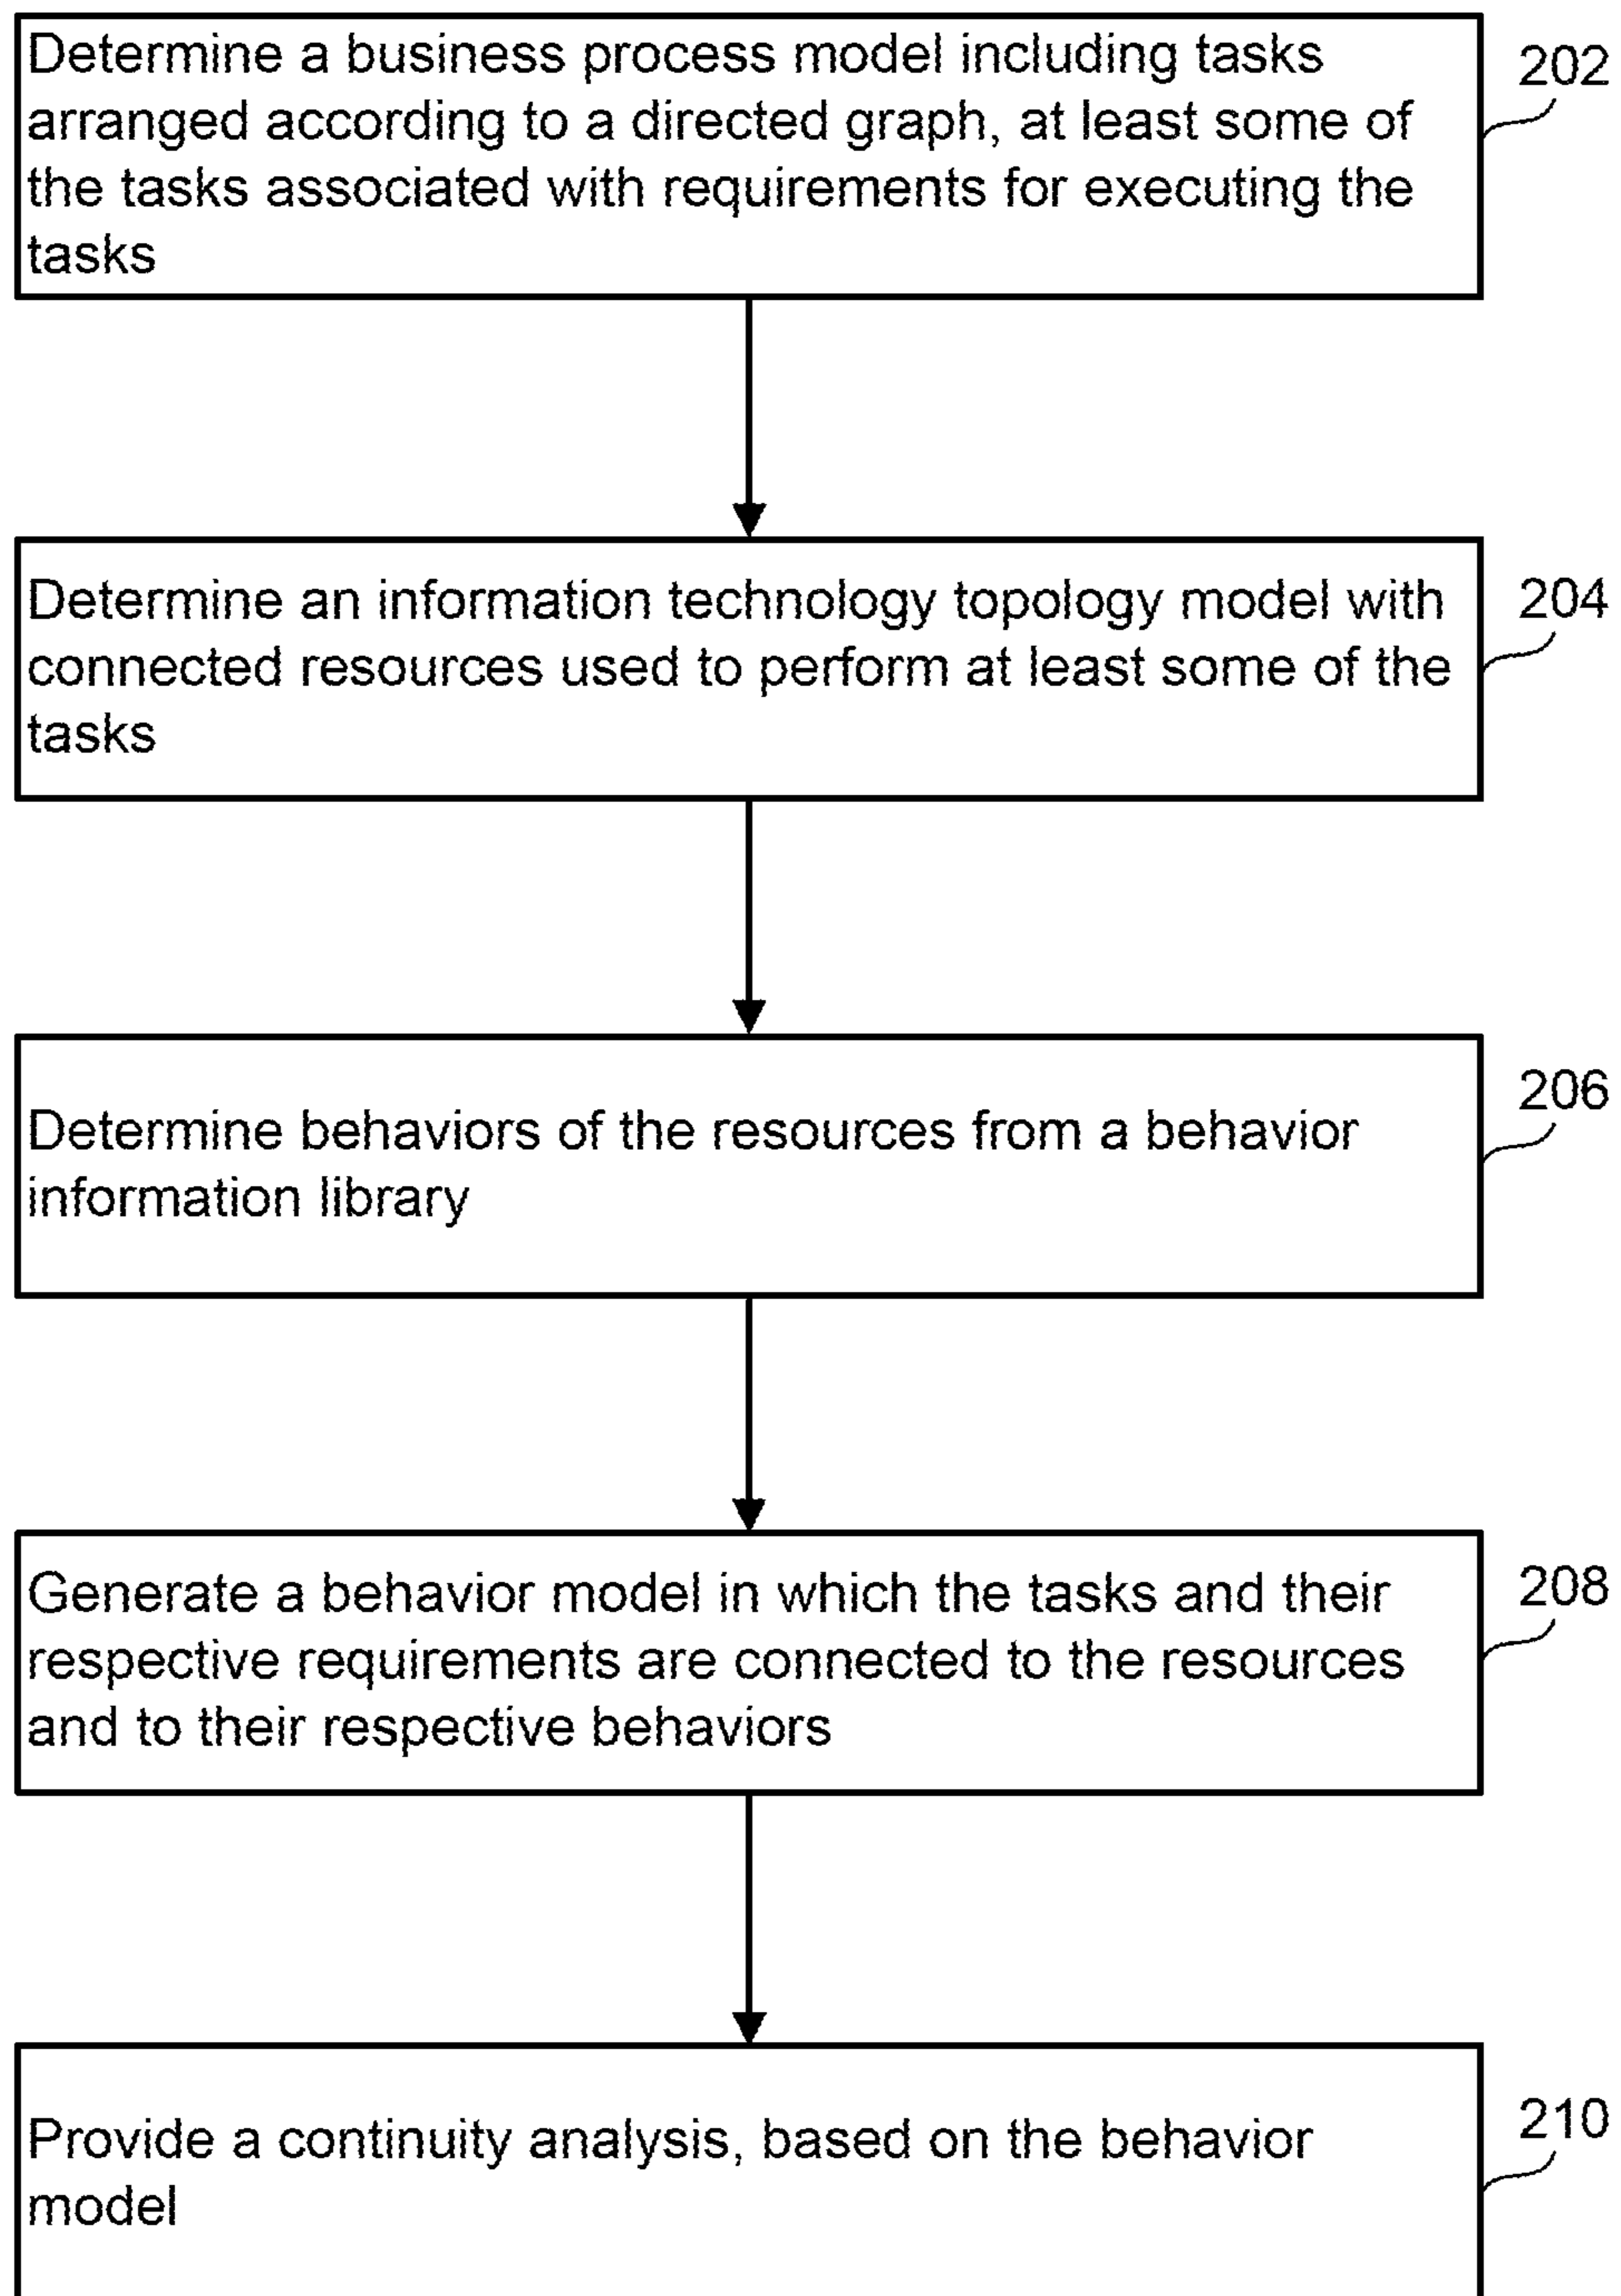 Determine a business process model including tasks
arranged according to a directed graph, at least some of
the tasks associated with requirements for executing the
tasks
202
Determine an information technology topology model with
connected resources used to perform at least some of the
tasks
204
Determine behaviors of the resources from a behavior
information library
206
Generate a behavior model in which the tasks and their
respective requirements are connected to the resources
and to their respective behaviors
208
Provide a continuity analysis, based on the behavior
model
210